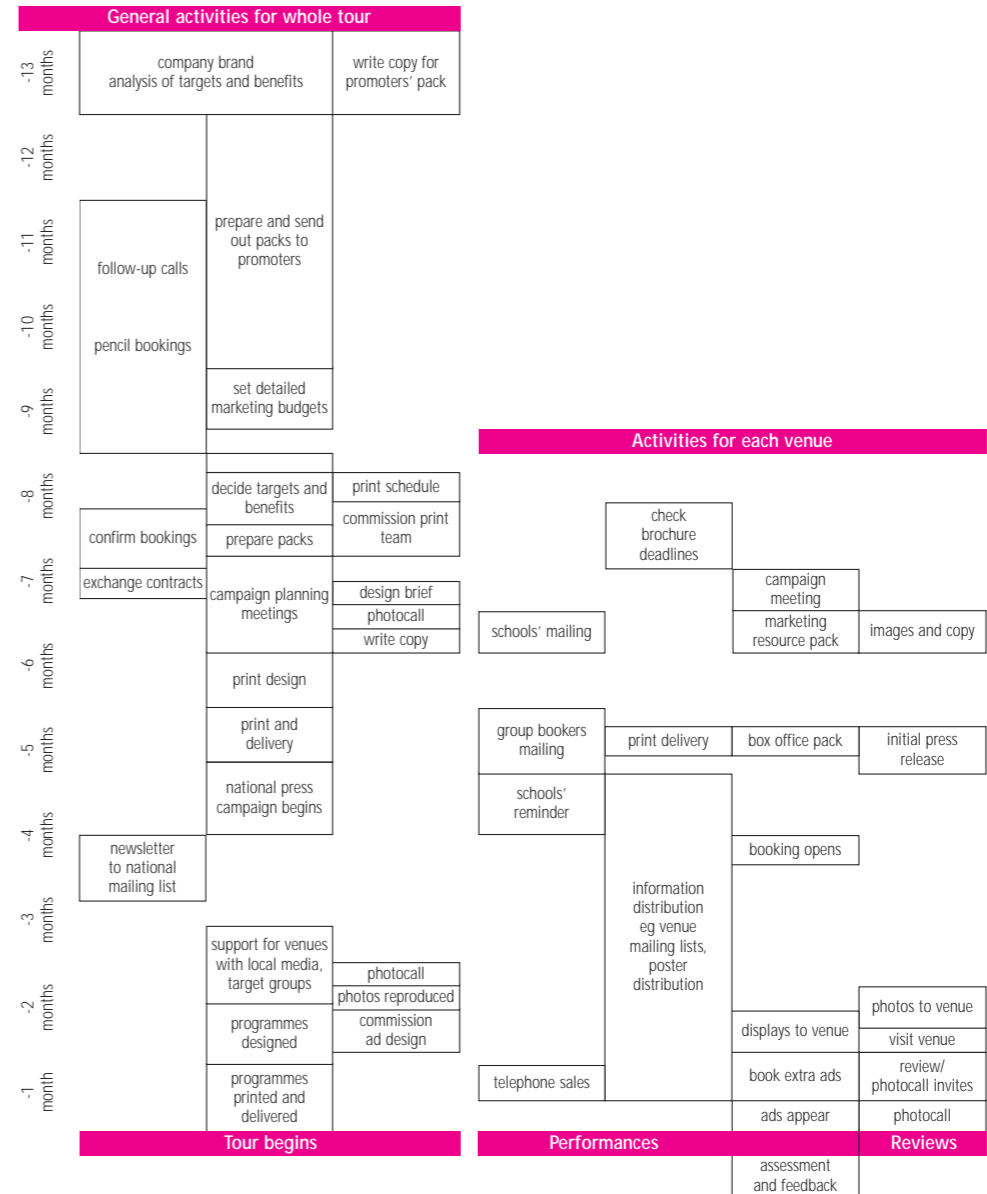 General activities for whole tour
-13
months
company brand
analysis of targets and benefits
write copy for
promoters' pack
-12
months
-11
months
prepare and send
out packs to
promoters
follow-up calls
-10
months
pencil bookings
-9
months
set detailed
marketing budgets
Activities for each venue
-8
months
decide targets and
benefits
print schedule
commission print
team
confirm bookings
prepare packs
check
brochure
deadlines
-7
months
exchange contracts
campaign planning
meetings
design brief
photocall
write copy
campaign
meeting
schools' mailing
marketing
resource pack
images and copy
-6
months
print design
-5
months
print and
delivery
group bookers
mailing
print delivery
box office pack
initial press
release
national press
campaign begins
schools'
reminder
-4
months
newsletter
to national
mailing list
booking opens
information
distribution
eg venue
mailing lists,
poster
distribution
-3
months
support for venues
with local media,
target groups
photocall
photos reproduced
-2
months
programmes
designed
commission
ad design
displays to venue
photos to venue
visit venue
-1
month
programmes
printed and
delivered
telephone sales
book extra ads
review/
photocall invites
ads appear
photocall
Tour begins
Performances
Reviews
assessment
and feedback